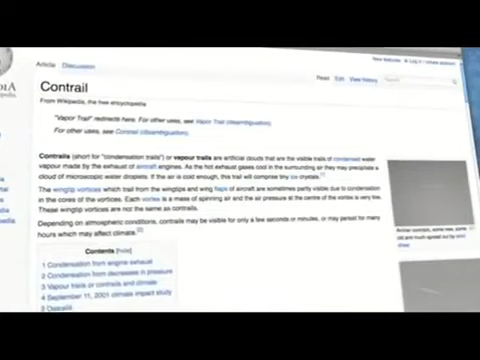 Article Discussion
New features Log in / create account
Read Edit View history Search
Contrail
From Wikipedia, the free encyclopedia
"Vapor Trail" redirects here. For other uses, see Vapor Trail (disambiguation).
For other uses, see Contrail (disambiguation).
Contrails (short for "condensation trails") or vapour trails are artificial clouds that are the visible trails of condensed water
vapour made by the exhaust of aircraft engines. As the hot exhaust gases cool in the surrounding air they may precipitate a
cloud of microscopic water droplets. If the air is cold enough, this trail will comprise tiny ice crystals.
The wingtip vortices which trail from the wingtips and wing flaps of aircraft are sometimes partly visible due to condensation
in the cores of the vortices. Each vortex is a mass of spinning air and the air pressure at the centre of the vortex is very low.
These wingtip vortices are not the same as contrails.
Depending on atmospheric conditions, contrails may be visible for only a few seconds or minutes, or may persist for many
hours which may affect climate.[2]
Contents [hide]
1 Condensation from engine exhaust
2 Condensation from decreases in pressure
3 Vapour trails or contrails and climate
4 September 11, 2001 climate impact study